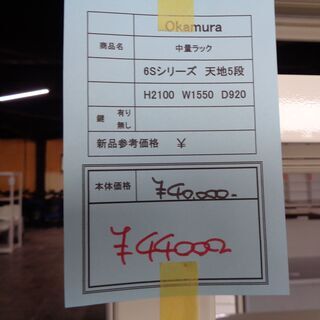 Okamura
商品名 中量ラック
6Sシリーズ 天地5段
H2100 W1550 D920
鍵 有り 無し
新品参考価格 ¥
本体価格 ¥40,000-
¥44000